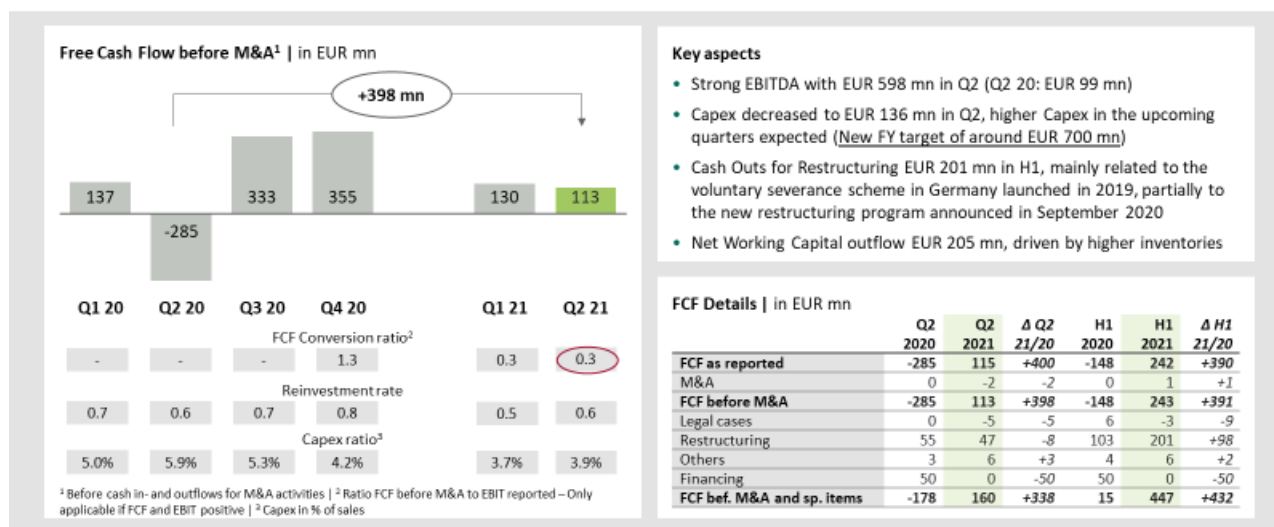 Free Cash Flow before M&A¹ | in EUR mn
+398 mn
137
-285
333
355
130
113
Q1 20 Q2 20 Q3 20 Q4 20 Q1 21 Q2 21
FCF Conversion ratio²
- - - 1.3 0.3 0.3
Reinvestment rate
0.7 0.6 0.7 0.8 0.5 0.6
Capex ratio³
5.0% 5.9% 5.3% 4.2% 3.7% 3.9%
¹ Before cash in- and outflows for M&A activities | ² Ratio FCF before M&A to EBIT reported – Only
applicable if FCF and EBIT positive | ³ Capex in % of sales
Key aspects
• Strong EBITDA with EUR 598 mn in Q2 (Q2 20: EUR 99 mn)
• Capex decreased to EUR 136 mn in Q2, higher Capex in the upcoming
quarters expected (New FY target of around EUR 700 mn)
• Cash Outs for Restructuring EUR 201 mn in H1, mainly related to the
voluntary severance scheme in Germany launched in 2019, partially to
the new restructuring program announced in September 2020
• Net Working Capital outflow EUR 205 mn, driven by higher inventories
FCF Details | in EUR mn
Q2 Q2 Δ Q2 H1 H1 Δ H1
2020 2021 21/20 2020 2021 21/20
FCF as reported -285 115 +400 -148 242 +390
M&A 0 -2 -2 0 1 +1
FCF before M&A -285 113 +398 -148 243 +391
Legal cases 0 -5 -5 6 -3 -9
Restructuring 55 47 -8 103 201 +98
Others 3 6 +3 4 6 +2
Financing 50 0 -50 50 0 -50
FCF bef. M&A and sp. items -178 160 +338 15 447 +432